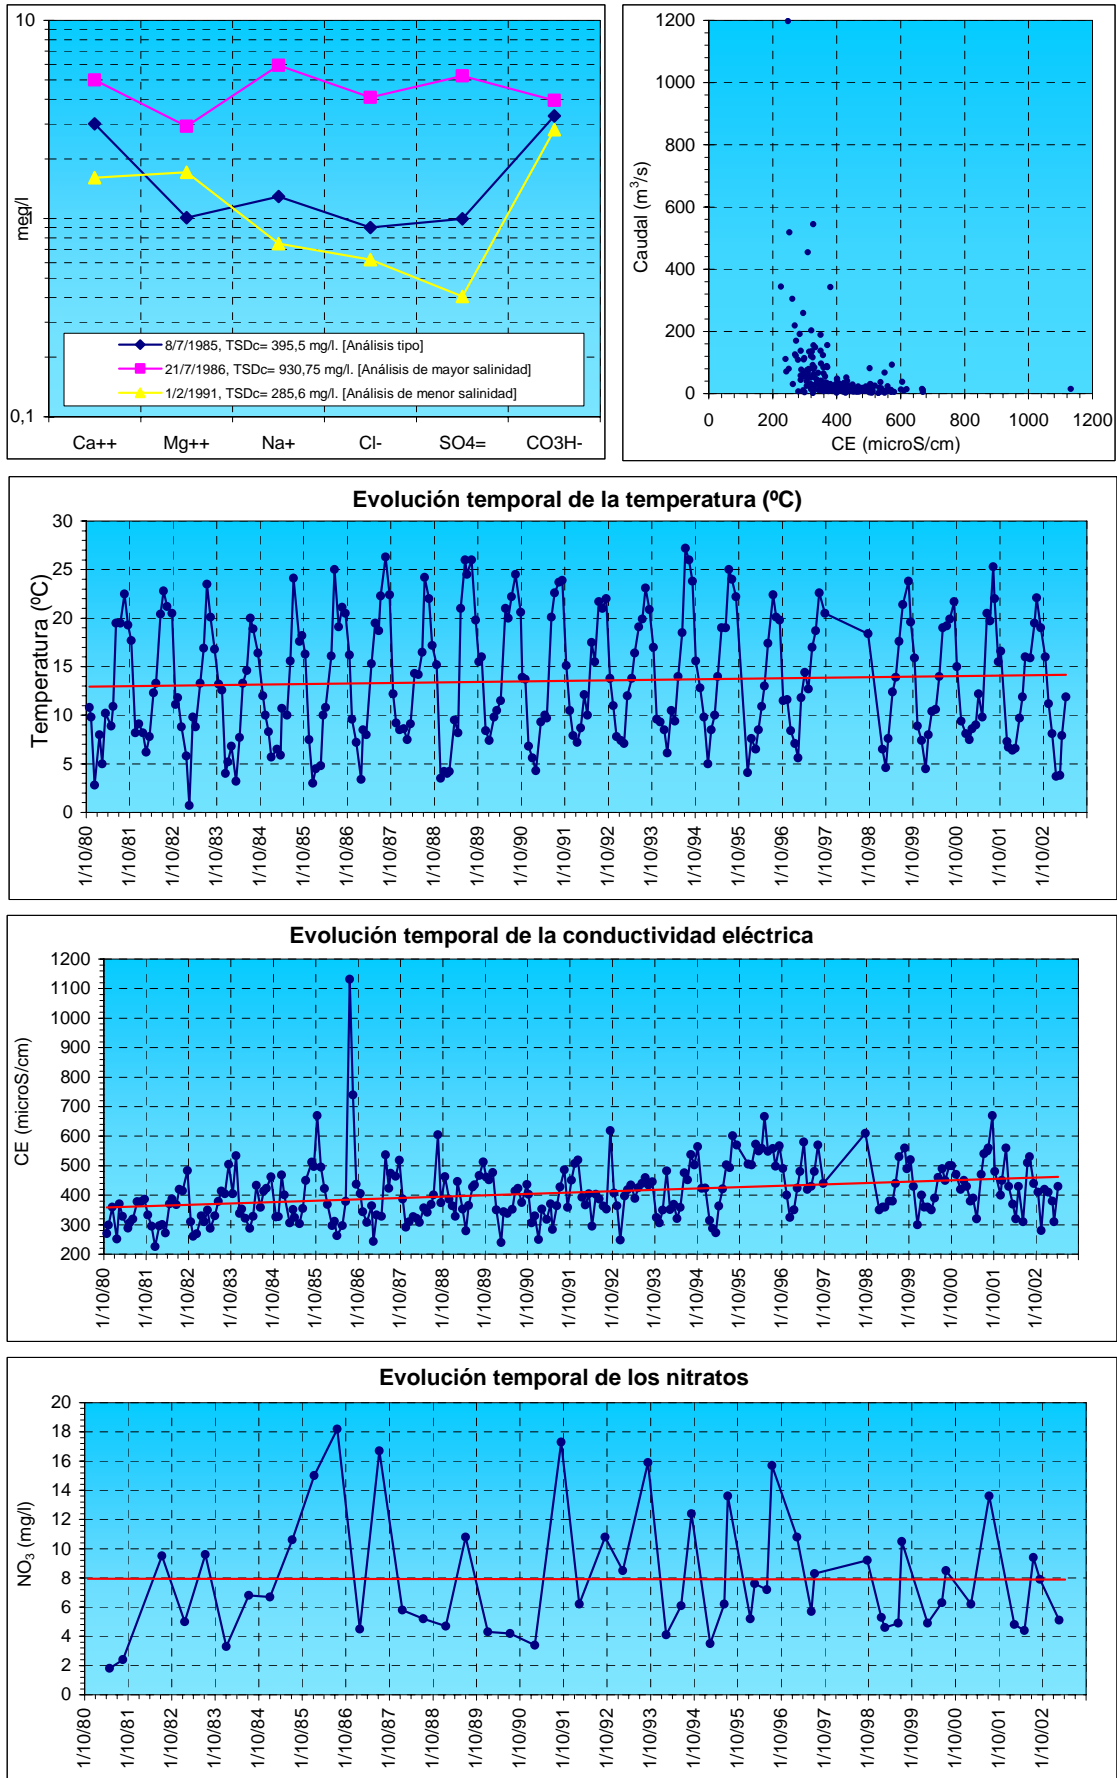 10
1
0,1
meg/l
8/7/1985, TSDc= 395,5 mg/l. [Análisis tipo]
21/7/1986, TSDc= 930,75 mg/l. [Análisis de mayor salinidad]
1/2/1991, TSDc= 285,6 mg/l. [Análisis de menor salinidad]
Ca++ Mg++ Na+ Cl- SO4= CO3H-
1200
1000
800
600
400
200
0
Caudal (m³/s)
0 200 400 600 800 1000 1200
CE (microS/cm)
Evolución temporal de la temperatura (ºC)
30
25
20
15
10
5
0
Temperatura (ºC)
1/10/80 1/10/81 1/10/82 1/10/83 1/10/84 1/10/85 1/10/86 1/10/87 1/10/88 1/10/89 1/10/90 1/10/91 1/10/92 1/10/93 1/10/94 1/10/95 1/10/96 1/10/97 1/10/98 1/10/99 1/10/00 1/10/01 1/10/02
Evolución temporal de la conductividad eléctrica
1200
1100
1000
900
800
700
600
500
400
300
200
CE (microS/cm)
1/10/80 1/10/81 1/10/82 1/10/83 1/10/84 1/10/85 1/10/86 1/10/87 1/10/88 1/10/89 1/10/90 1/10/91 1/10/92 1/10/93 1/10/94 1/10/95 1/10/96 1/10/97 1/10/98 1/10/99 1/10/00 1/10/01 1/10/02
Evolución temporal de los nitratos
20
18
16
14
12
10
8
6
4
2
0
NO₃ (mg/l)
1/10/80 1/10/81 1/10/82 1/10/83 1/10/84 1/10/85 1/10/86 1/10/87 1/10/88 1/10/89 1/10/90 1/10/91 1/10/92 1/10/93 1/10/94 1/10/95 1/10/96 1/10/97 1/10/98 1/10/99 1/10/00 1/10/01 1/10/02